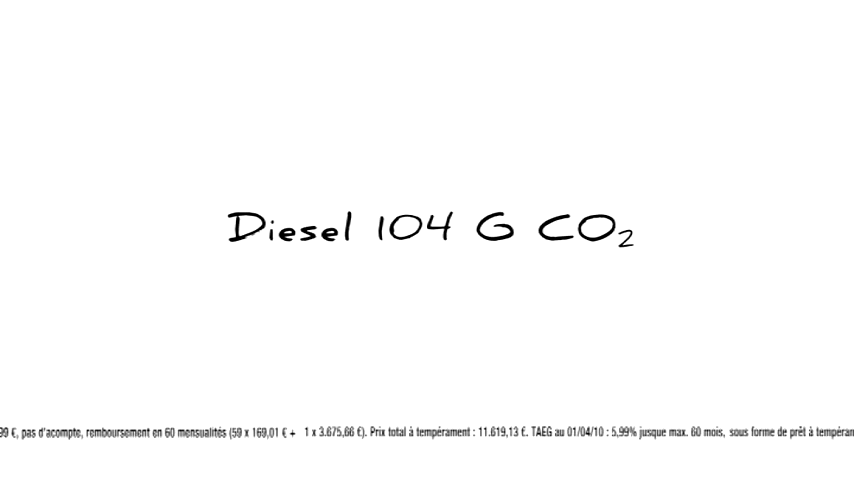 Diesel 104 G CO₂
99 €, pas d'acompte, remboursement en 60 mensualités (59 x 169,01 € + 1 x 3.675,66 €). Prix total à tempérament : 11.619,13 €. TAEG au 01/04/10 : 5,99% jusque max. 60 mois, sous forme de prêt à tempéram